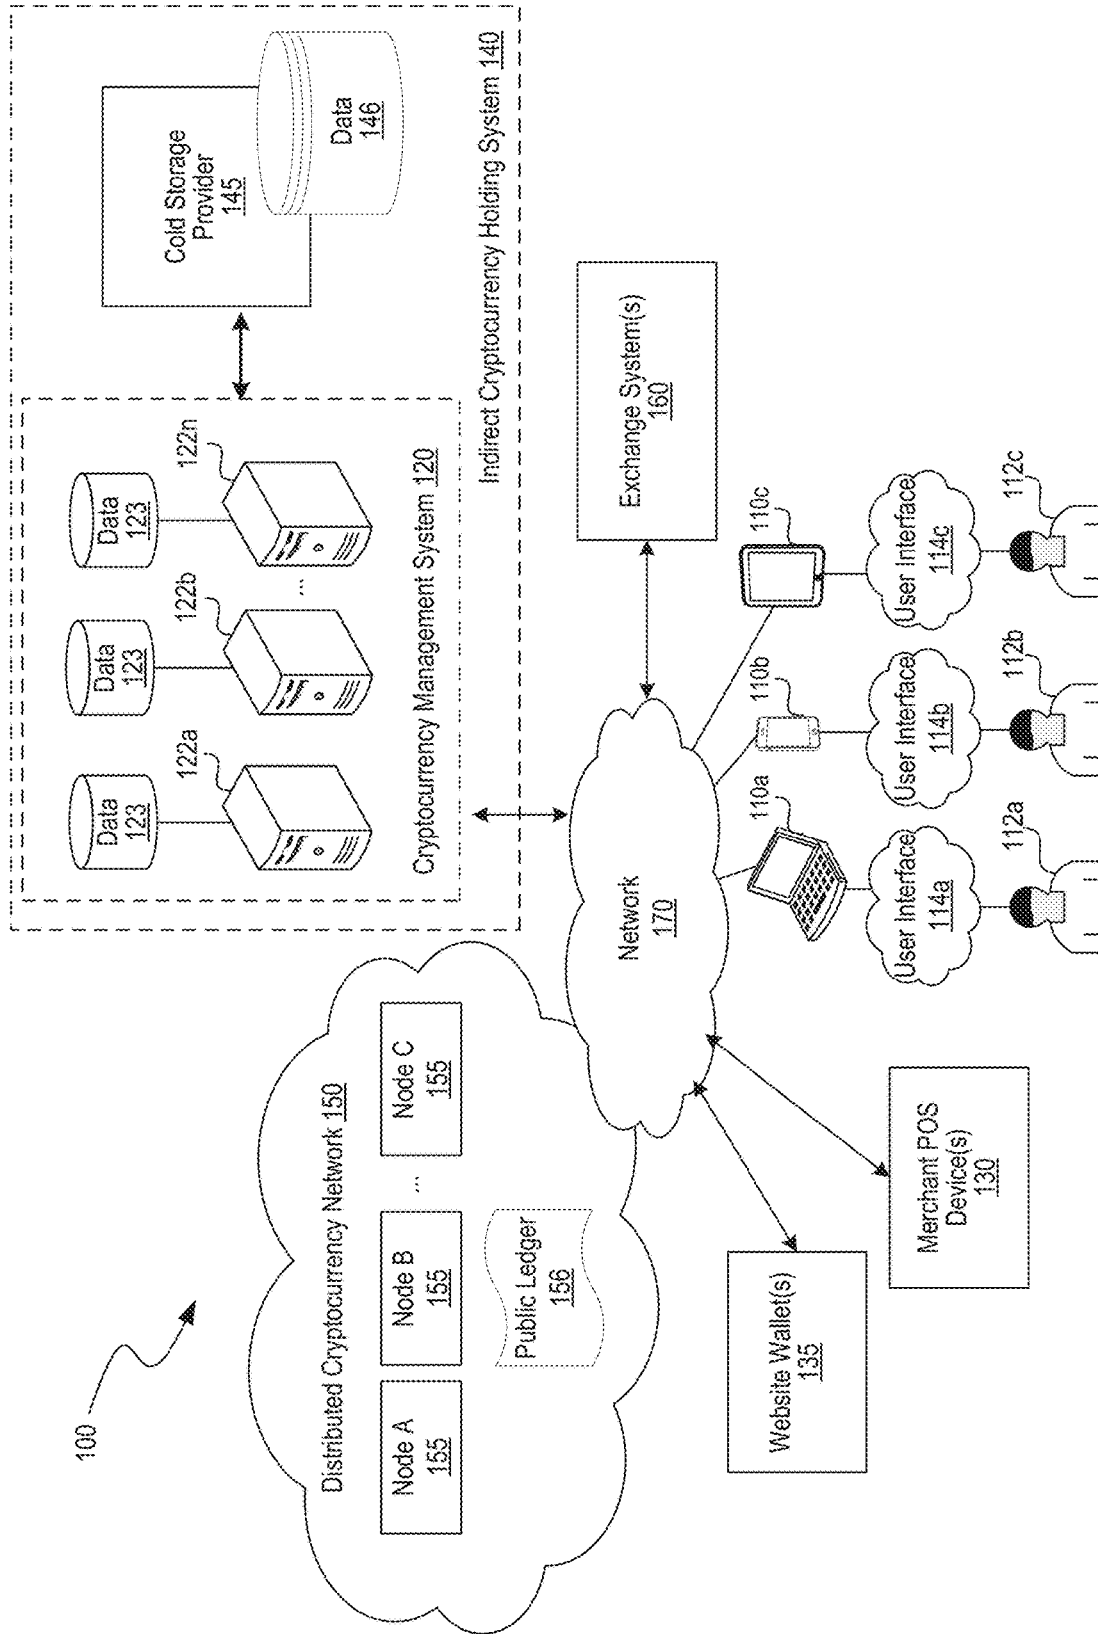 100
Distributed Cryptocurrency Network 150
Node A
155
Node B
155
...
Node C
155
Public Ledger
156
Data
123
Data
123
Data
123
122a
122b
...
122n
Cryptocurrency Management System 120
Cold Storage
Provider
145
Data
146
Indirect Cryptocurrency Holding System 140
Network
170
Exchange System(s)
160
Website Wallet(s)
135
Merchant POS
Device(s)
130
110a
110b
110c
User Interface
114a
User Interface
114b
User Interface
114c
112a
112b
112c